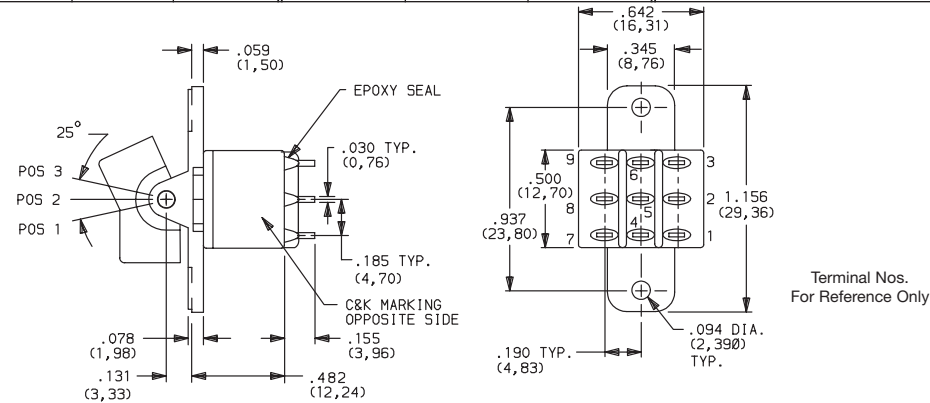 .059
(1,50)
25°
POS 3
POS 2
POS 1
EPOXY SEAL
.030 TYP.
(0,76)
.185 TYP.
(4,70)
C&K MARKING
OPPOSITE SIDE
.078
(1,98)
.155
(3,96)
.131
(3,33)
.482
(12,24)
.642
(16,31)
.345
(8,76)
9
3
6
.500
(12,70)
8
5
2
1.156
(29,36)
.937
(23,80)
4
7
1
Terminal Nos.
For Reference Only
.094 DIA.
(2,390)
TYP.
.190 TYP.
(4,83)